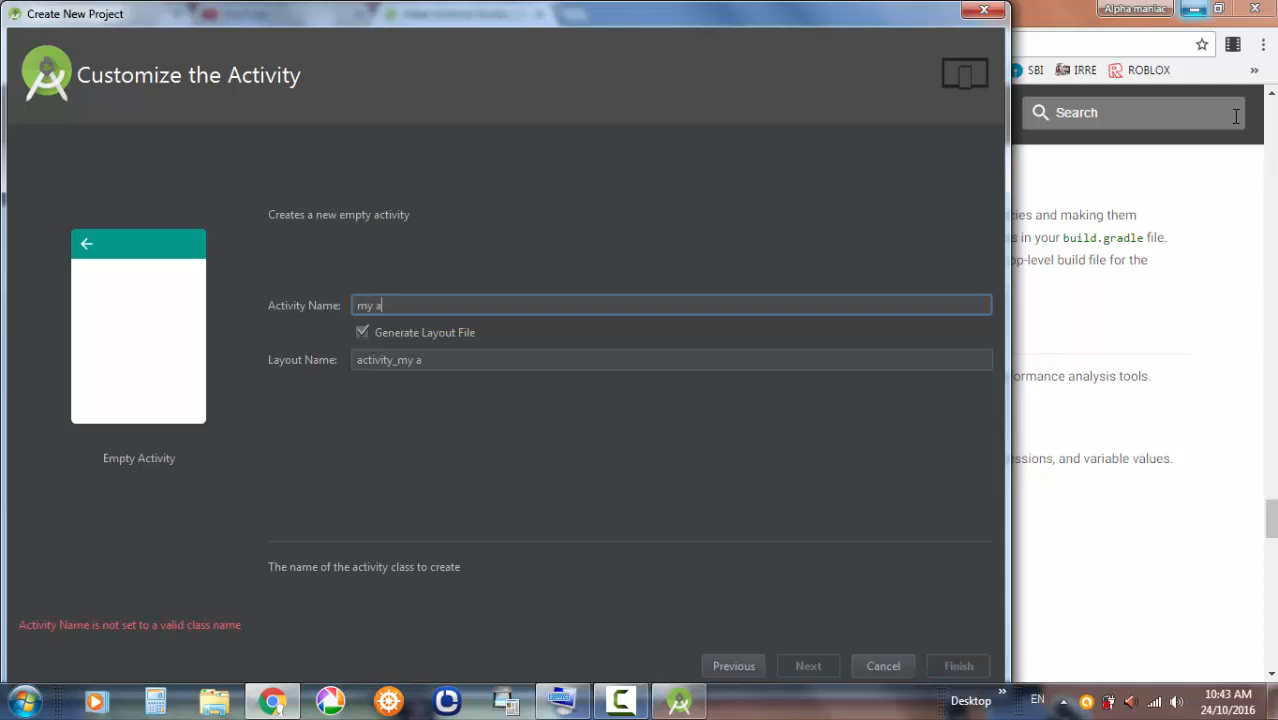 Create New Project
Alpha maniac
Customize the Activity
SBI
IRRE
ROBLOX
»
Search
Creates a new empty activity
cies and making them
s in your build.gradle file.
op-level build file for the
Activity Name:
my a
Generate Layout File
Layout Name:
activity_my a
ormance analysis tools.
Empty Activity
essions, and variable values.
The name of the activity class to create
Activity Name is not set to a valid class name
Previous
Next
Cancel
Finish
Desktop
»
EN
10:43 AM
24/10/2016